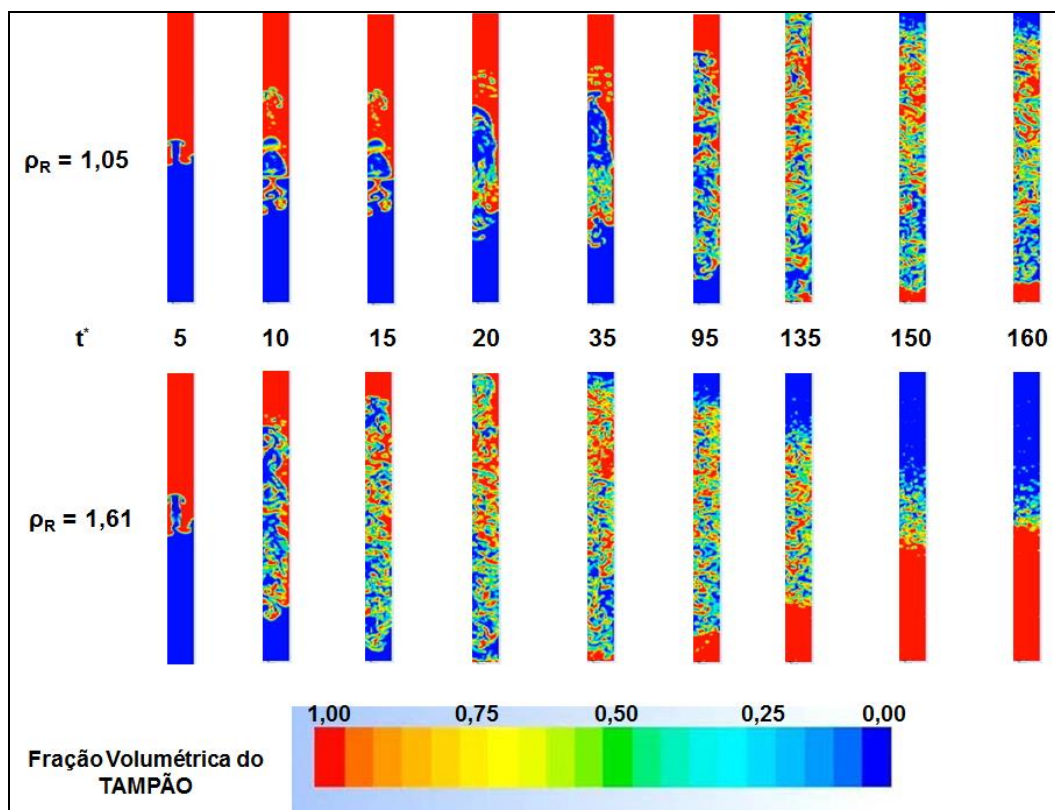 ρR = 1,05
t* 5 10 15 20 35 95 135 150 160
ρR = 1,61
1,00 0,75 0,50 0,25 0,00
Fração Volumétrica do
TAMPÃO